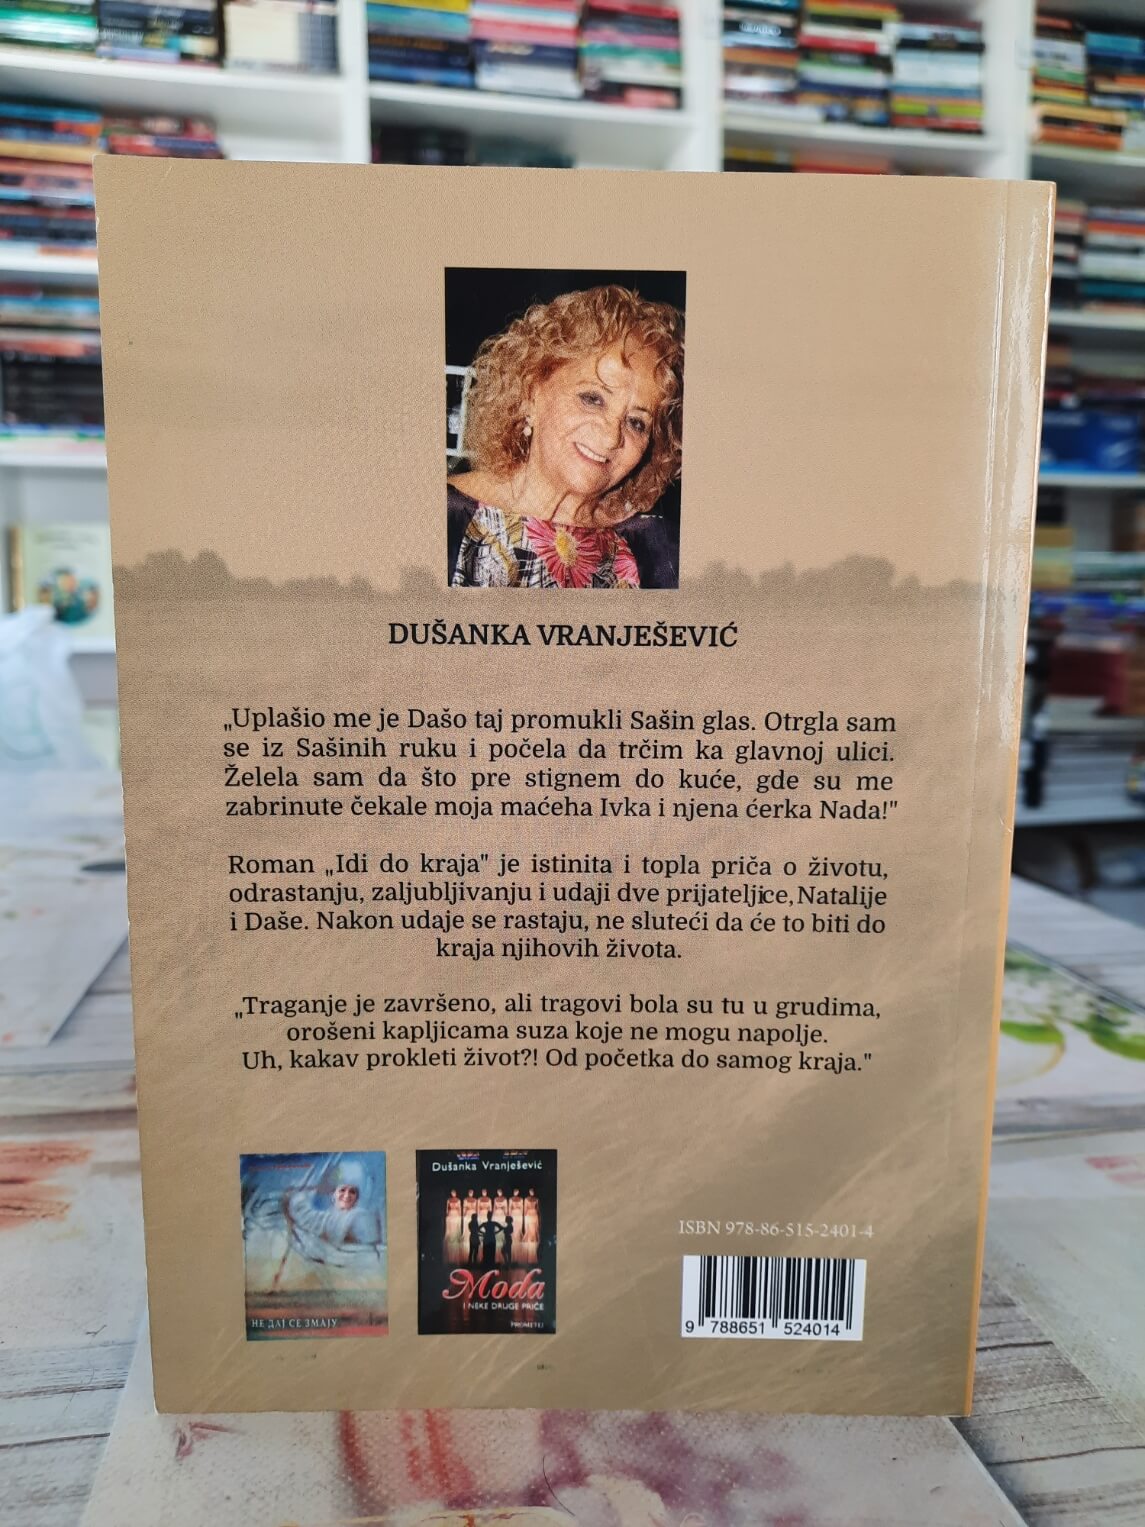 DUŠANKA VRANJEŠEVIĆ
„Uplašio me je Dašo taj promukli Sašin glas. Otrgla sam
se iz Sašinih ruku i počela da trčim ka glavnoj ulici.
Želela sam da što pre stignem do kuće, gde su me
zabrinute čekale moja maćeha Ivka i njena ćerka Nada!"
Roman „Idi do kraja" je istinita i topla priča o životu,
odrastanju, zaljubljivanju i udaji dve prijateljice, Natalije
i Daše. Nakon udaje se rastaju, ne sluteći da će to biti do
kraja njihovih života.
„Traganje je završeno, ali tragovi bola su tu u grudima,
orošeni kapljicama suza koje ne mogu napolje.
Uh, kakav prokleti život?! Od početka do samog kraja."
НЕ ДАЈ СЕ ЗМАЈУ
Dušanka Vranješević
Moda
I NEKE DRUGE PRIČE
PROMETEJ
ISBN 978-86-515-2401-4
9 788651 524014